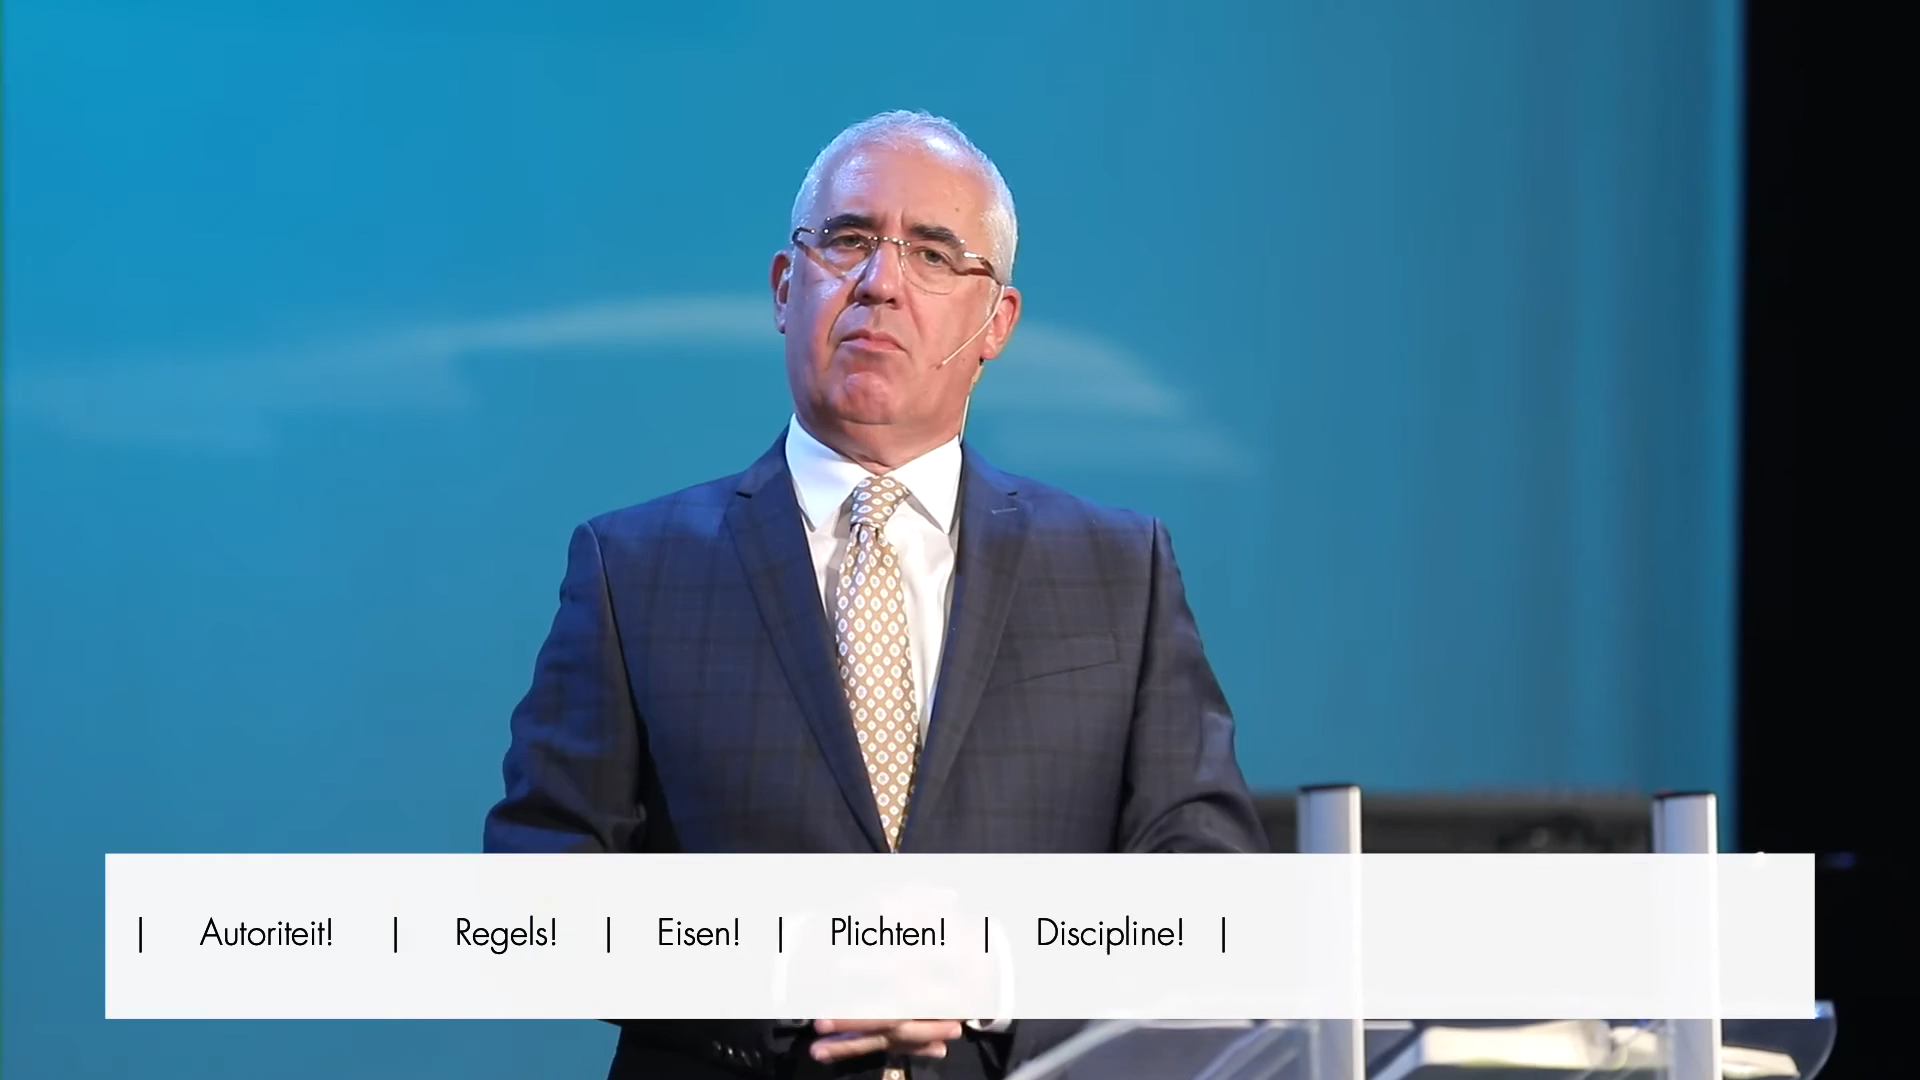 | Autoriteit! | Regels! | Eisen! | Plichten! | Discipline! |